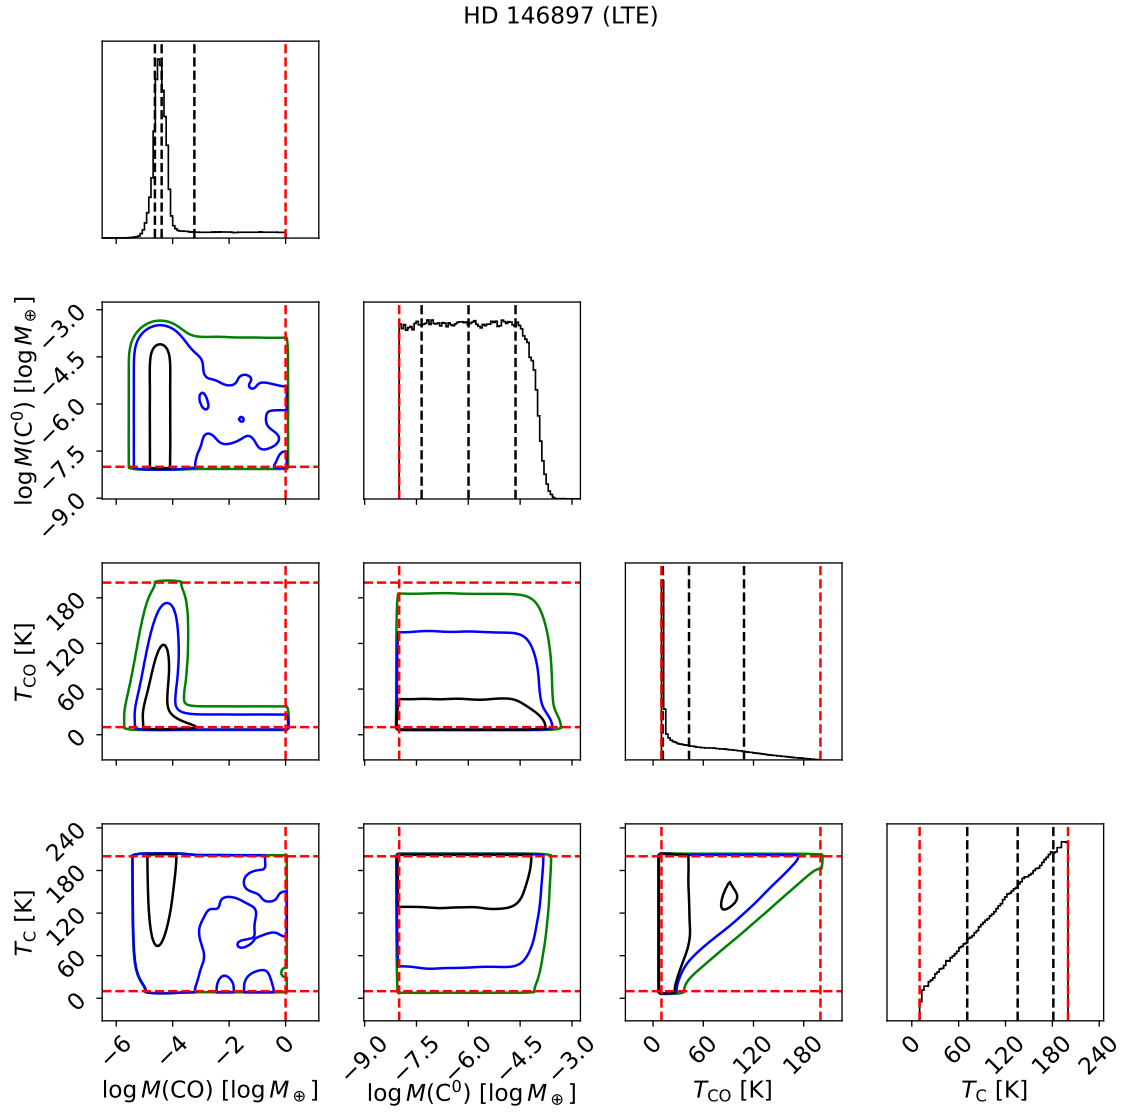 HD 146897 (LTE)
log M(C⁰) [log M⊕]
−3.0
−4.5
−6.0
−7.5
−9.0
T_CO [K]
180
120
60
0
T_C [K]
240
180
120
60
0
−6 −4 −2 0
log M(CO) [log M⊕]
−9.0 −7.5 −6.0 −4.5 −3.0
log M(C⁰) [log M⊕]
0 60 120 180
T_CO [K]
0 60 120 180 240
T_C [K]